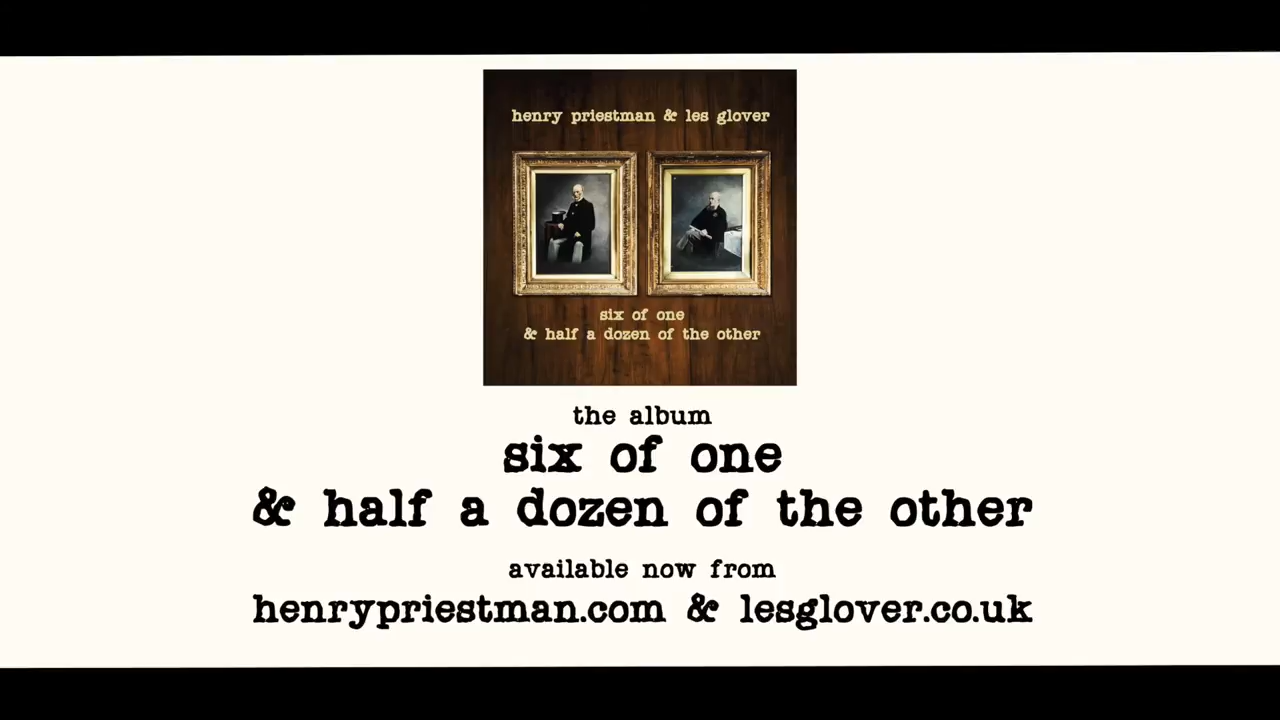 henry priestman & les glover
six of one
& half a dozen of the other
the album
six of one
& half a dozen of the other
available now from
henrypriestman.com & lesglover.co.uk